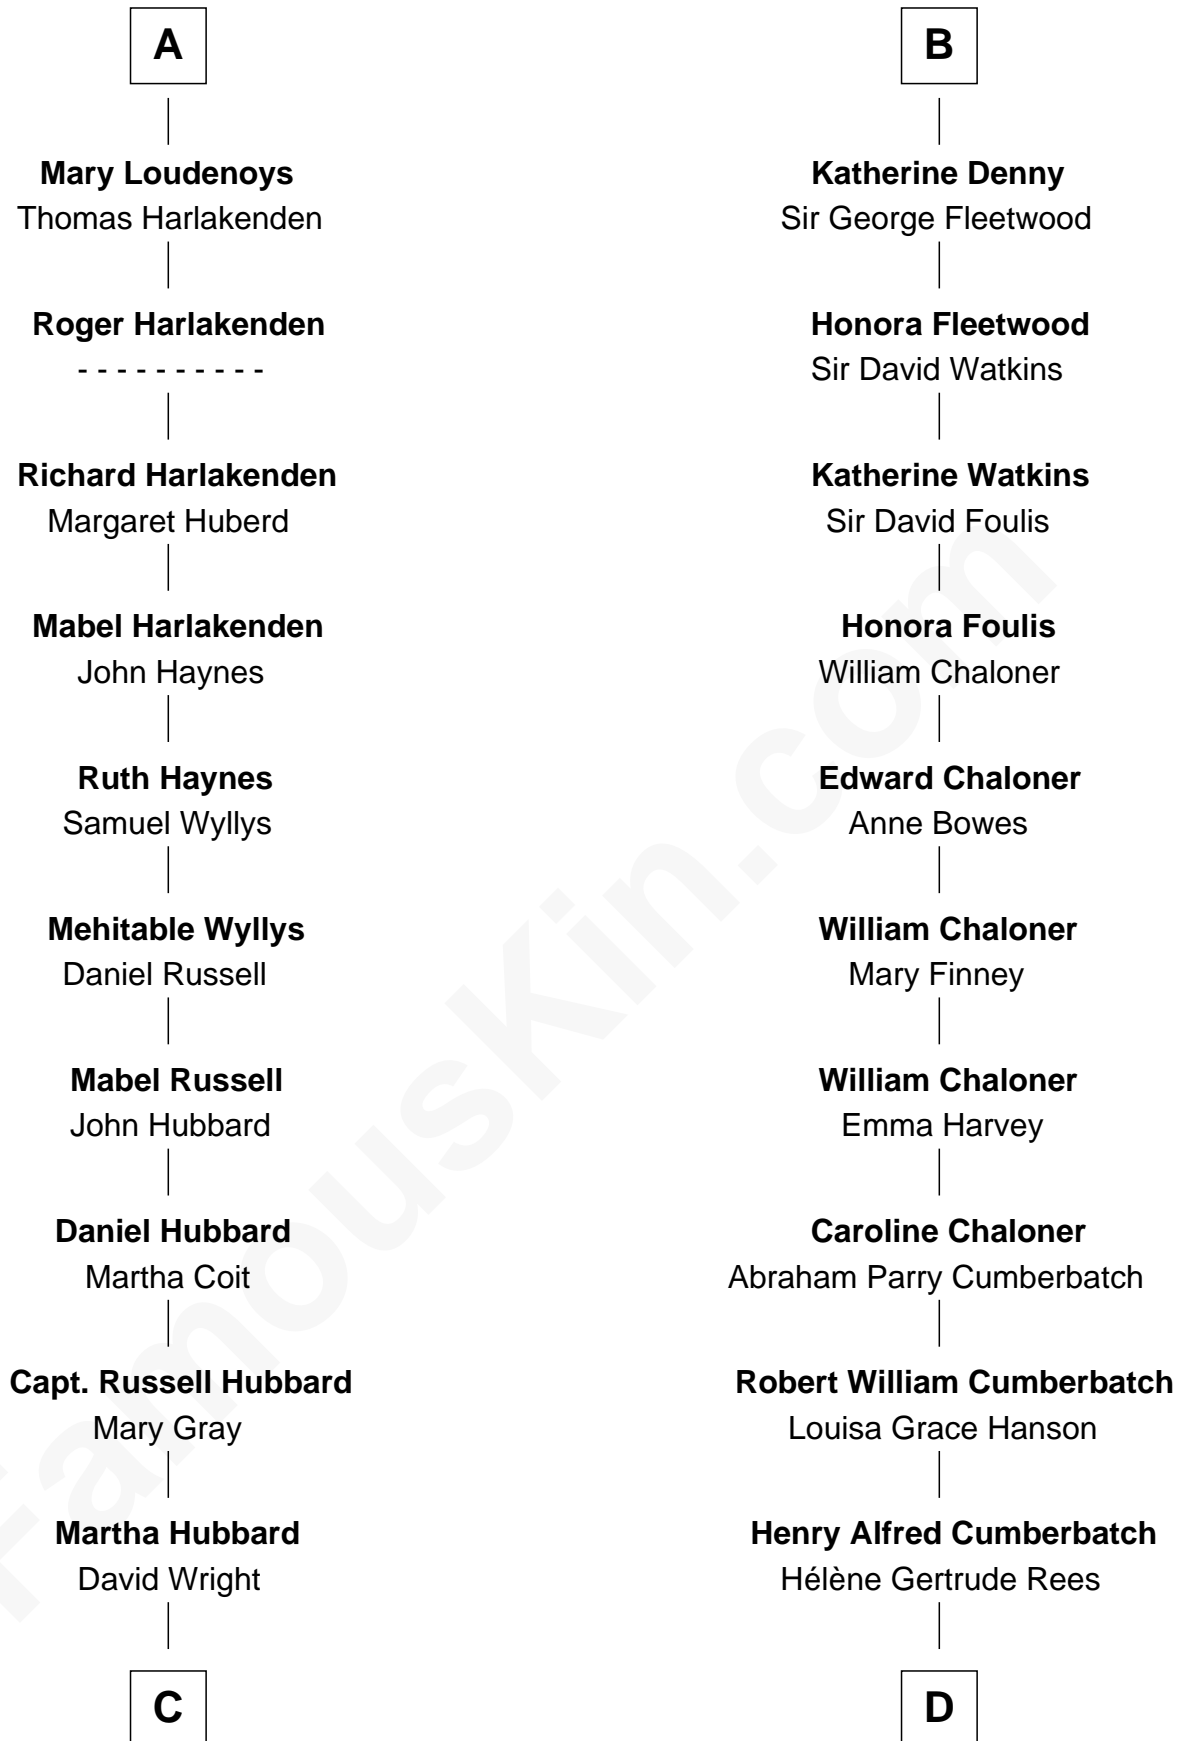 A
Mary Loudenoys
Thomas Harlakenden
Roger Harlakenden
- - - - - - - - - -
Richard Harlakenden
Margaret Huberd
Mabel Harlakenden
John Haynes
Ruth Haynes
Samuel Wyllys
Mehitable Wyllys
Daniel Russell
Mabel Russell
John Hubbard
Daniel Hubbard
Martha Coit
Capt. Russell Hubbard
Mary Gray
Martha Hubbard
David Wright
C
B
Katherine Denny
Sir George Fleetwood
Honora Fleetwood
Sir David Watkins
Katherine Watkins
Sir David Foulis
Honora Foulis
William Chaloner
Edward Chaloner
Anne Bowes
William Chaloner
Mary Finney
William Chaloner
Emma Harvey
Caroline Chaloner
Abraham Parry Cumberbatch
Robert William Cumberbatch
Louisa Grace Hanson
Henry Alfred Cumberbatch
Hélène Gertrude Rees
D
FamousKin.com